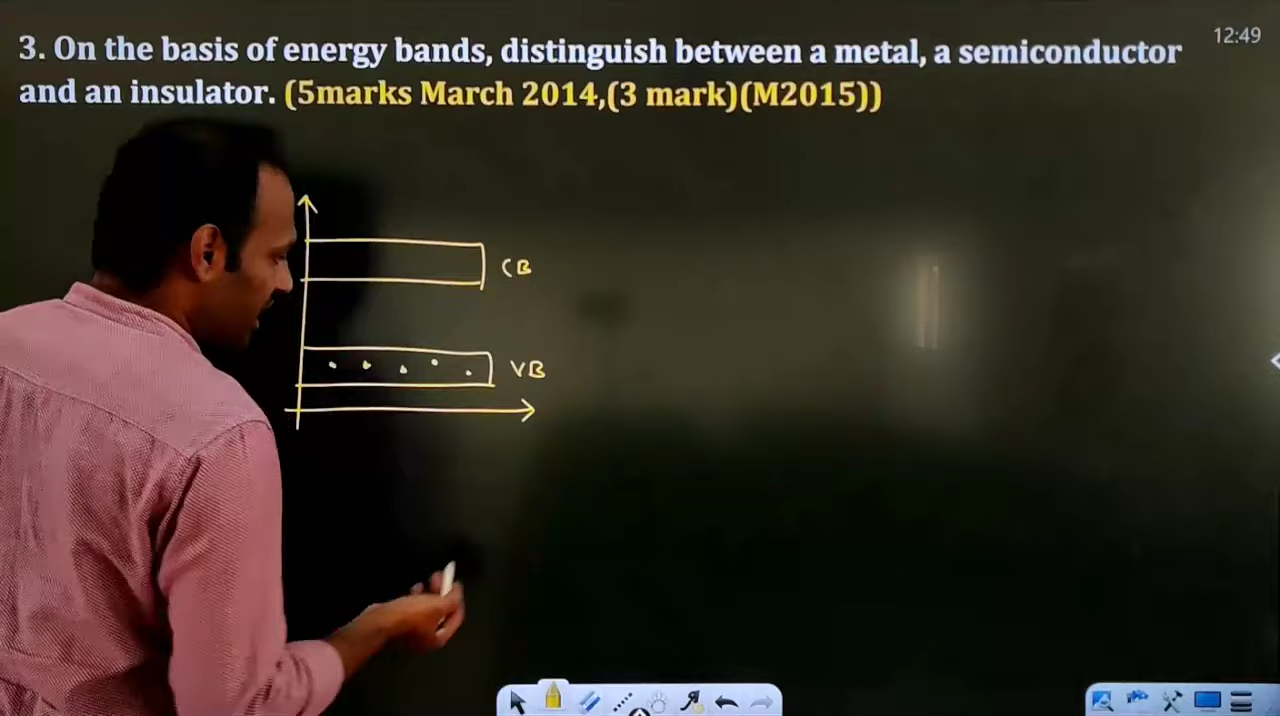 12:49
3. On the basis of energy bands, distinguish between a metal, a semiconductor
and an insulator. (5marks March 2014,(3 mark)(M2015))
CB
VB